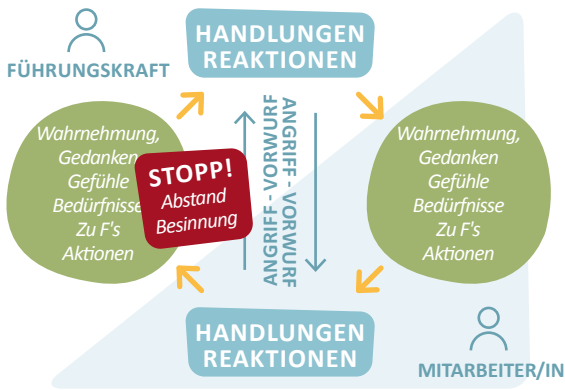 HANDLUNGEN
REAKTIONEN
FÜHRUNGSKRAFT
Wahrnehmung,
Gedanken
Gefühle
Bedürfnisse
Zu F's
Aktionen
STOPP!
Abstand
Besinnung
ANGRIFF - VORWURF
ANGRIFF - VORWURF
Wahrnehmung,
Gedanken
Gefühle
Bedürfnisse
Zu F's
Aktionen
HANDLUNGEN
REAKTIONEN
MITARBEITER/IN